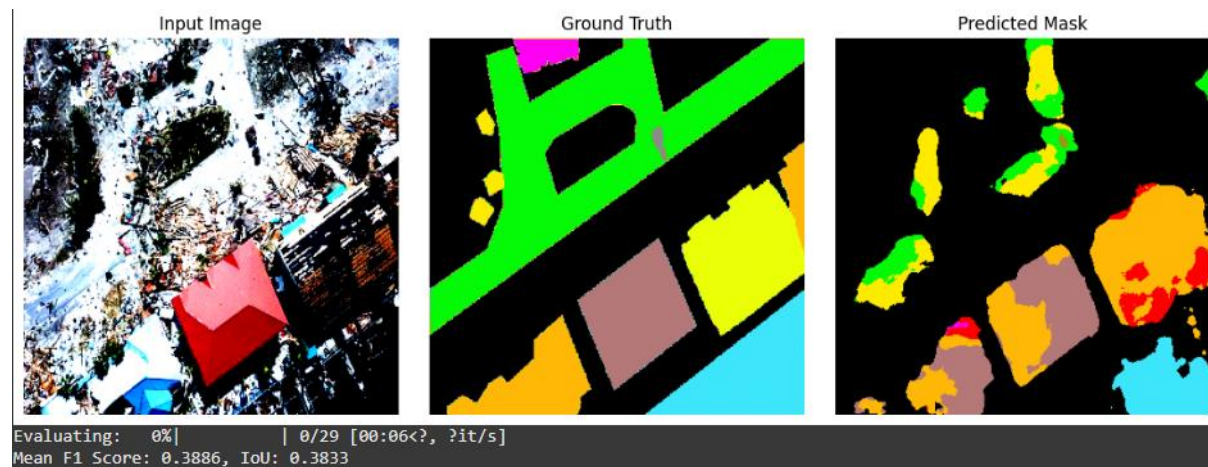 Input Image Ground Truth Predicted Mask
Evaluating: 0%| | 0/29 [00:06<?, ?it/s]
Mean F1 Score: 0.3886, IoU: 0.3833